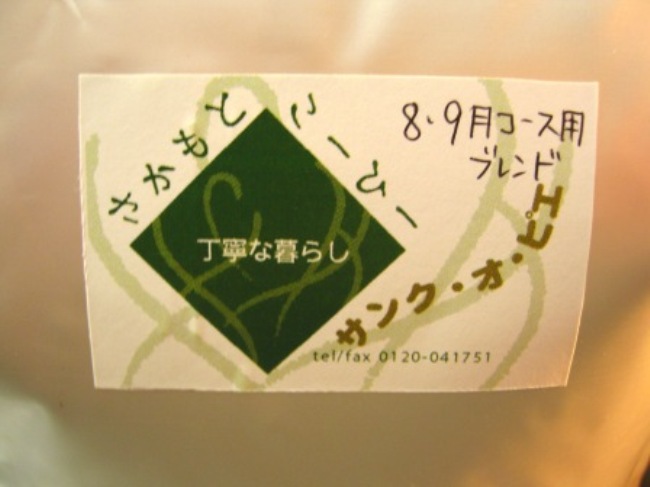 さかもとこーひー
8、9月コース用
ブレンド
丁寧な暮らし
サンク・オ・ピエ
tel/fax 0120-041751